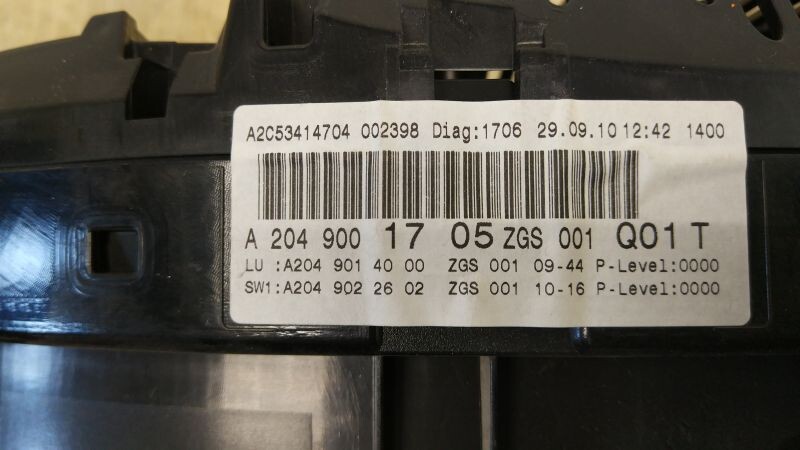 A2C53414704 002398 Diag:1706 29.09.10 12:42 1400
A 204 900 17 05 ZGS 001 Q01 T
LU :A204 901 40 00 ZGS 001 09-44 P-Level:0000
SW1:A204 902 26 02 ZGS 001 10-16 P-Level:0000